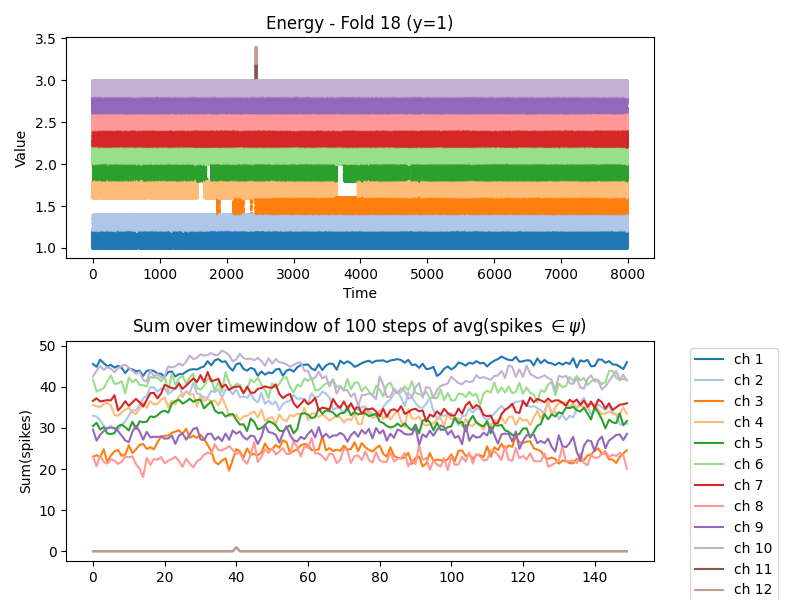 Energy - Fold 18 (y=1)
3.5
3.0
2.5
2.0
1.5
1.0
Value
0 1000 2000 3000 4000 5000 6000 7000 8000
Time
Sum over timewindow of 100 steps of avg(spikes ∈ψ)
50
40
30
20
10
0
Sum(spikes)
0 20 40 60 80 100 120 140
ch 1
ch 2
ch 3
ch 4
ch 5
ch 6
ch 7
ch 8
ch 9
ch 10
ch 11
ch 12